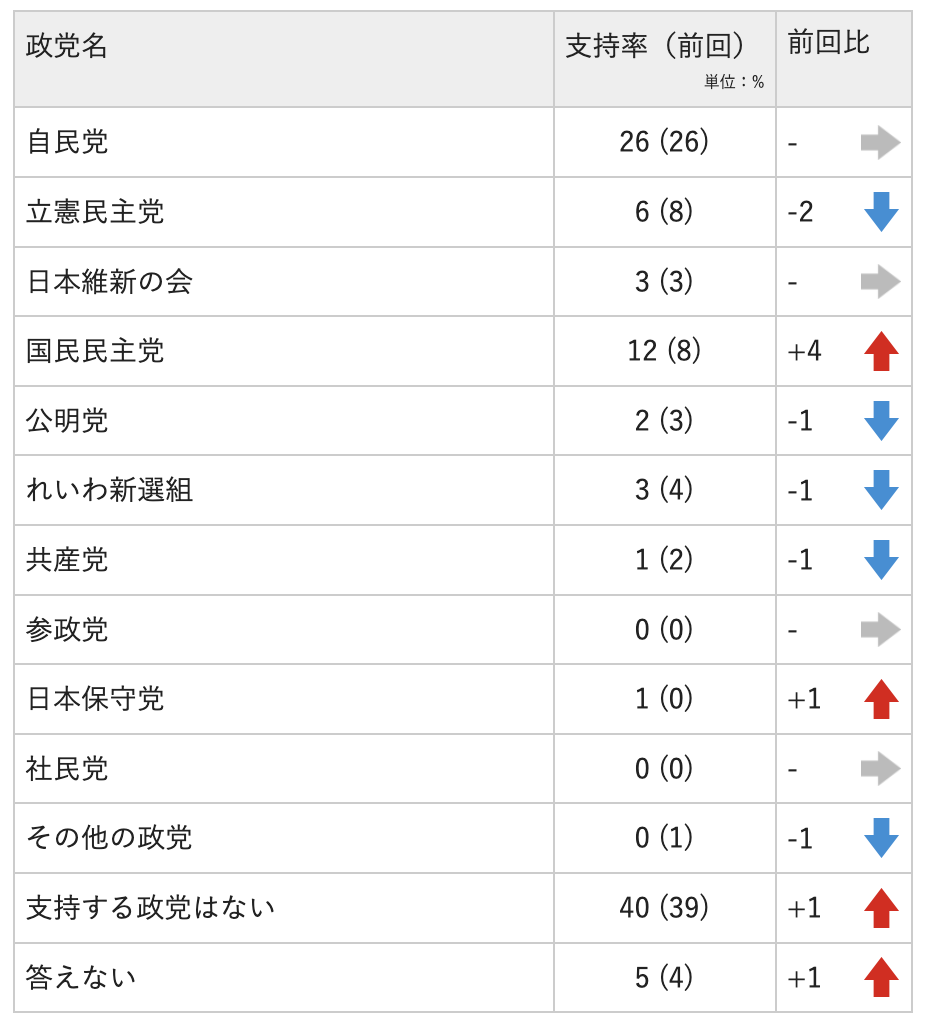 政党名 支持率（前回） 前回比
単位：%
自民党 26 (26) -
立憲民主党 6 (8) -2
日本維新の会 3 (3) -
国民民主党 12 (8) +4
公明党 2 (3) -1
れいわ新選組 3 (4) -1
共産党 1 (2) -1
参政党 0 (0) -
日本保守党 1 (0) +1
社民党 0 (0) -
その他の政党 0 (1) -1
支持する政党はない 40 (39) +1
答えない 5 (4) +1